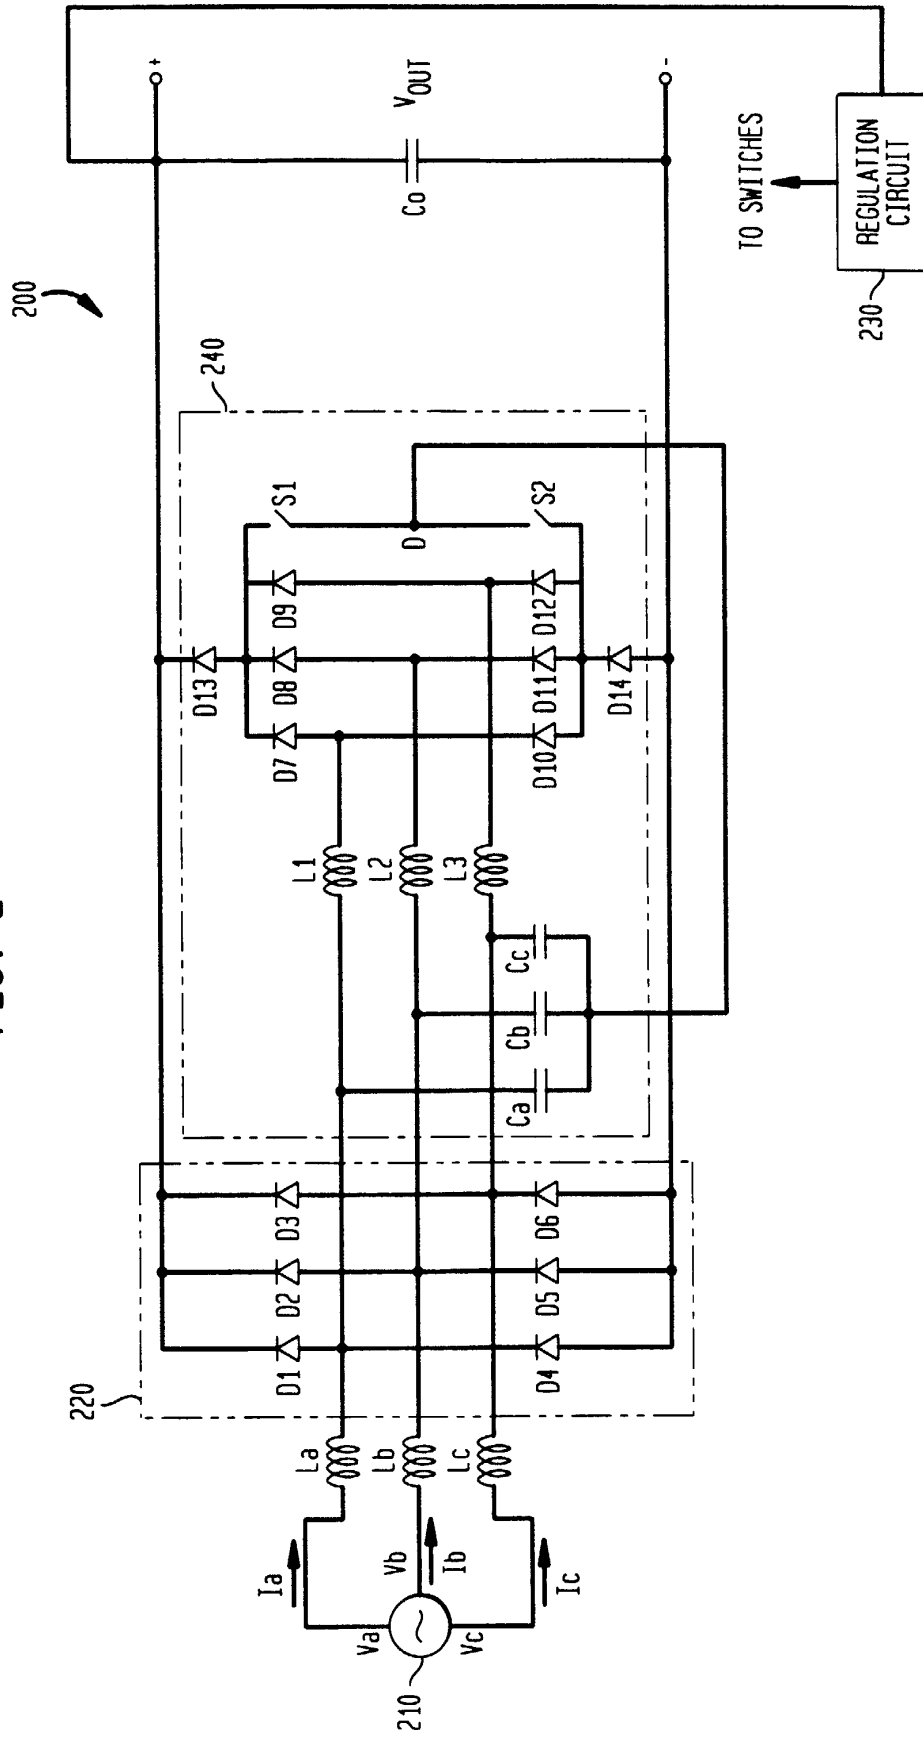 200
+
VOUT
Co
-
TO SWITCHES
REGULATION
CIRCUIT
230
240
D13
D7
D8
D9
S1
D
S2
D10
D11
D12
D14
L1
L2
L3
Ca
Cb
Cc
220
D1
D2
D3
D4
D5
D6
La
Lb
Lc
Ia
Va
Vb
Ib
Vc
Ic
~
210